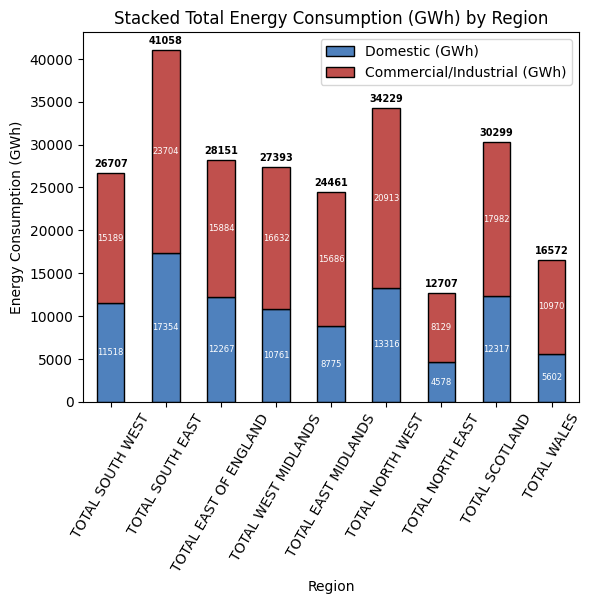 Stacked Total Energy Consumption (GWh) by Region
Domestic (GWh)
Commercial/Industrial (GWh)
Energy Consumption (GWh)
40000
35000
30000
25000
20000
15000
10000
5000
0
26707
15189
11518
41058
23704
17354
28151
15884
12267
27393
16632
10761
24461
15686
8775
34229
20913
13316
12707
8129
4578
30299
17982
12317
16572
10970
5602
TOTAL SOUTH WEST
TOTAL SOUTH EAST
TOTAL EAST OF ENGLAND
TOTAL WEST MIDLANDS
TOTAL EAST MIDLANDS
TOTAL NORTH WEST
TOTAL NORTH EAST
TOTAL SCOTLAND
TOTAL WALES
Region